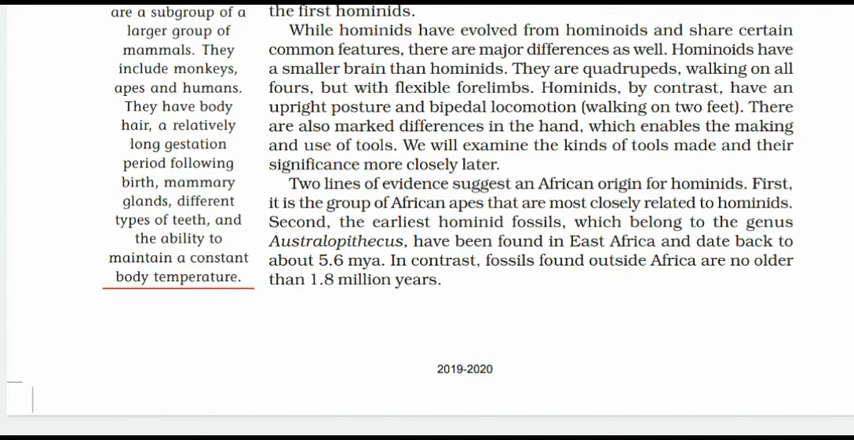 are a subgroup of a
larger group of
mammals. They
include monkeys,
apes and humans.
They have body
hair, a relatively
long gestation
period following
birth, mammary
glands, different
types of teeth, and
the ability to
maintain a constant
body temperature.
the first hominids.
While hominids have evolved from hominoids and share certain
common features, there are major differences as well. Hominoids have
a smaller brain than hominids. They are quadrupeds, walking on all
fours, but with flexible forelimbs. Hominids, by contrast, have an
upright posture and bipedal locomotion (walking on two feet). There
are also marked differences in the hand, which enables the making
and use of tools. We will examine the kinds of tools made and their
significance more closely later.
Two lines of evidence suggest an African origin for hominids. First,
it is the group of African apes that are most closely related to hominids.
Second, the earliest hominid fossils, which belong to the genus
Australopithecus, have been found in East Africa and date back to
about 5.6 mya. In contrast, fossils found outside Africa are no older
than 1.8 million years.
2019-2020